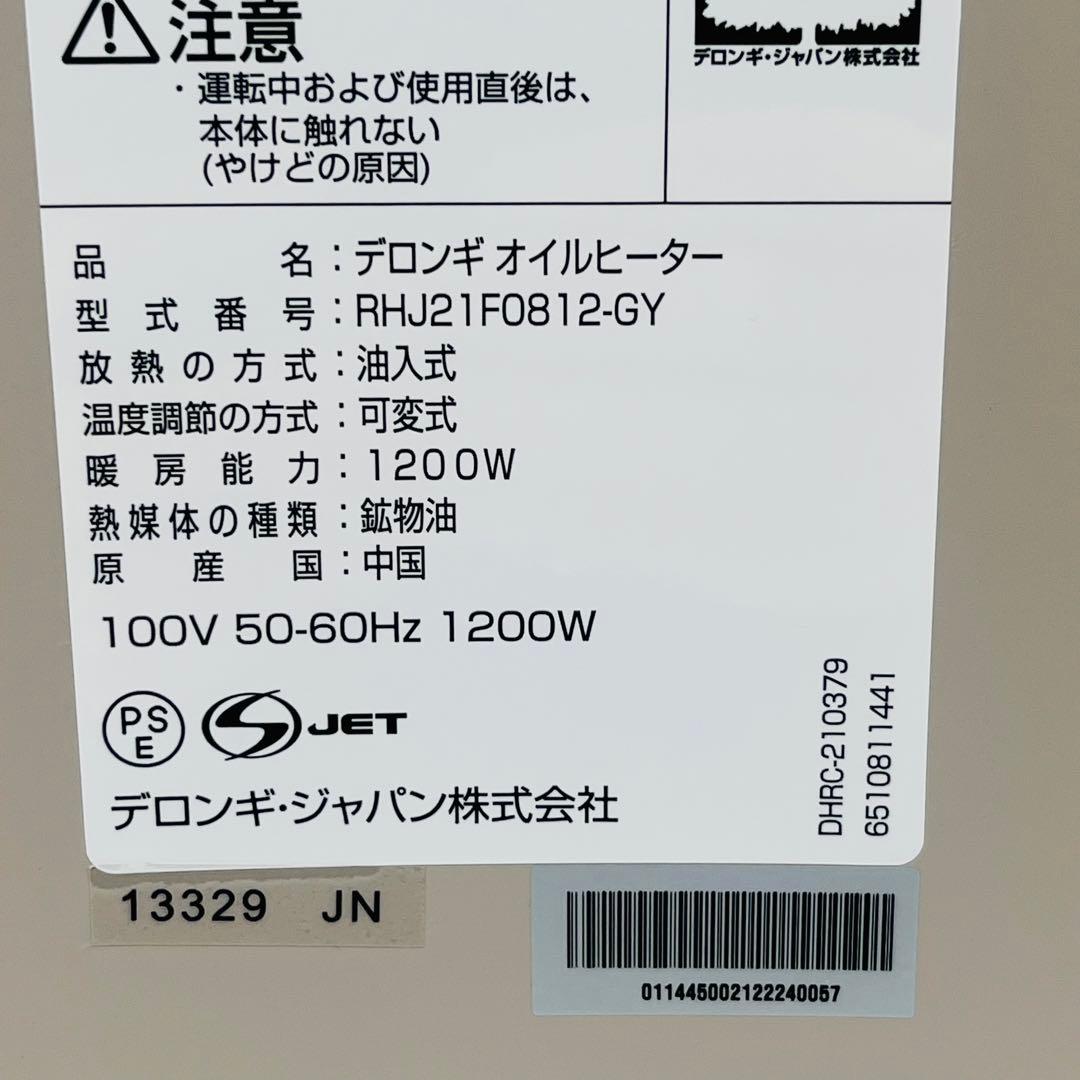 注意
・運転中および使用直後は、
本体に触れない
(やけどの原因)
デロンギ・ジャパン株式会社
品名：デロンギ オイルヒーター
型式番号：RHJ21F0812-GY
放熱の方式：油入式
温度調節の方式：可変式
暖房能力：1200W
熱媒体の種類：鉱物油
原産国：中国
100V 50-60Hz 1200W
PSE
JET
デロンギ・ジャパン株式会社
DHRC-210379
6510811441
13329 JN
011445002122240057